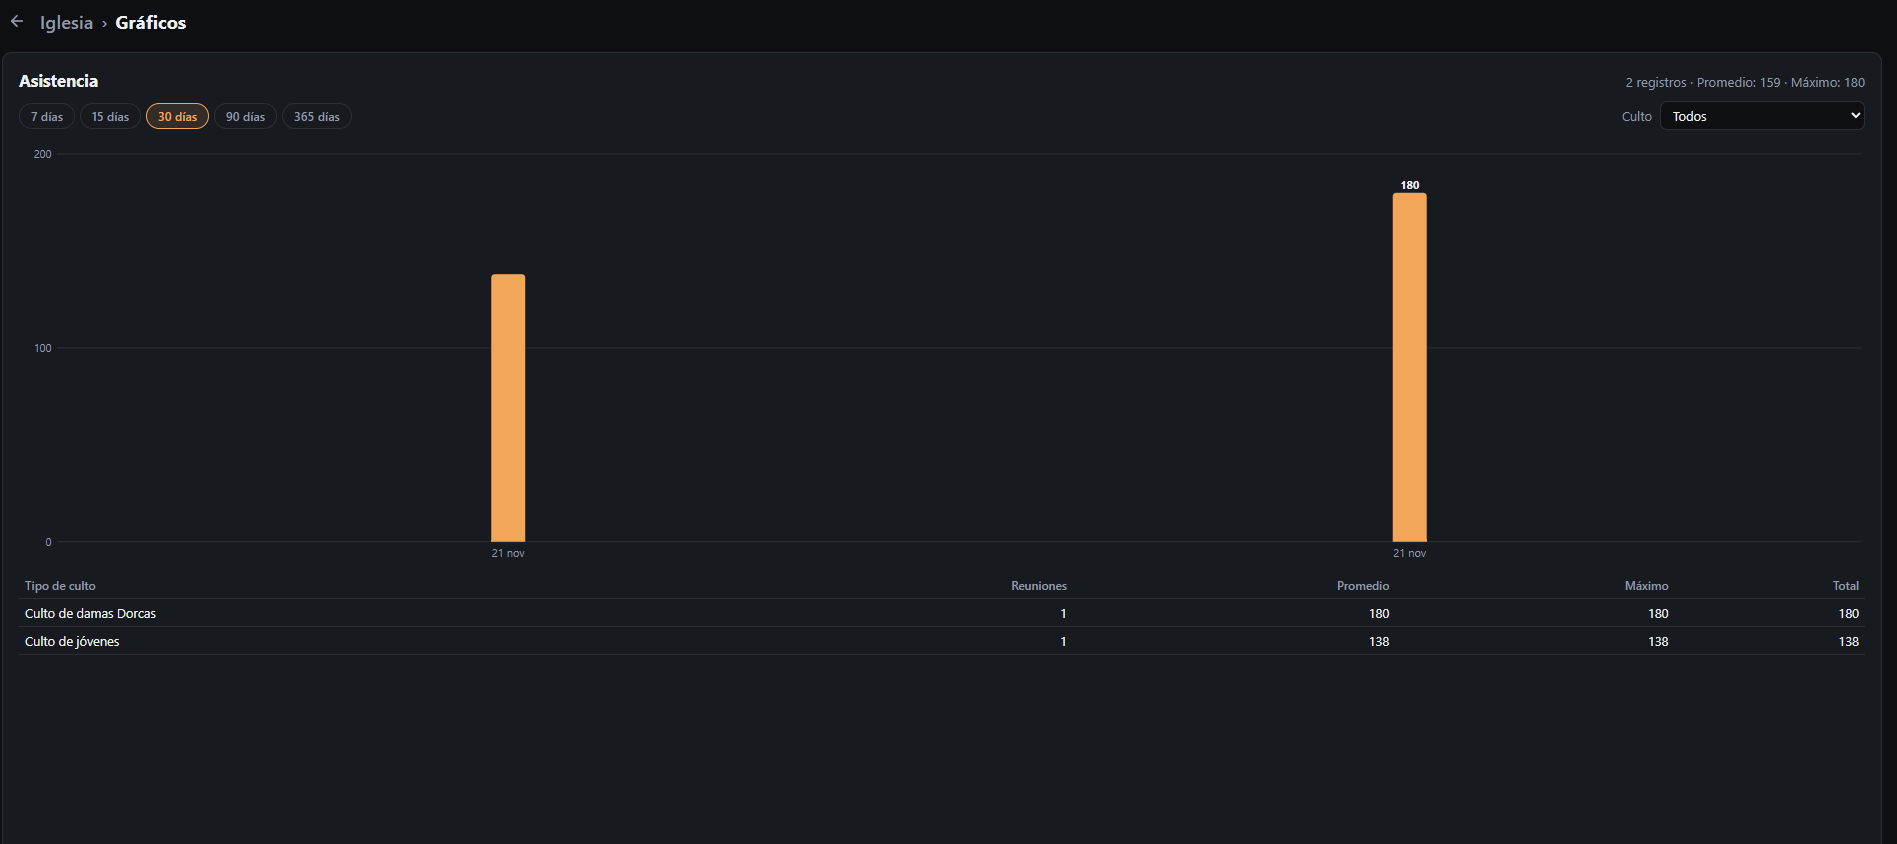 Iglesia › Gráficos
Asistencia
2 registros · Promedio: 159 · Máximo: 180
7 días 15 días 30 días 90 días 365 días
Culto Todos
200
180
100
0
21 nov 21 nov
Tipo de culto Reuniones Promedio Máximo Total
Culto de damas Dorcas 1 180 180 180
Culto de jóvenes 1 138 138 138